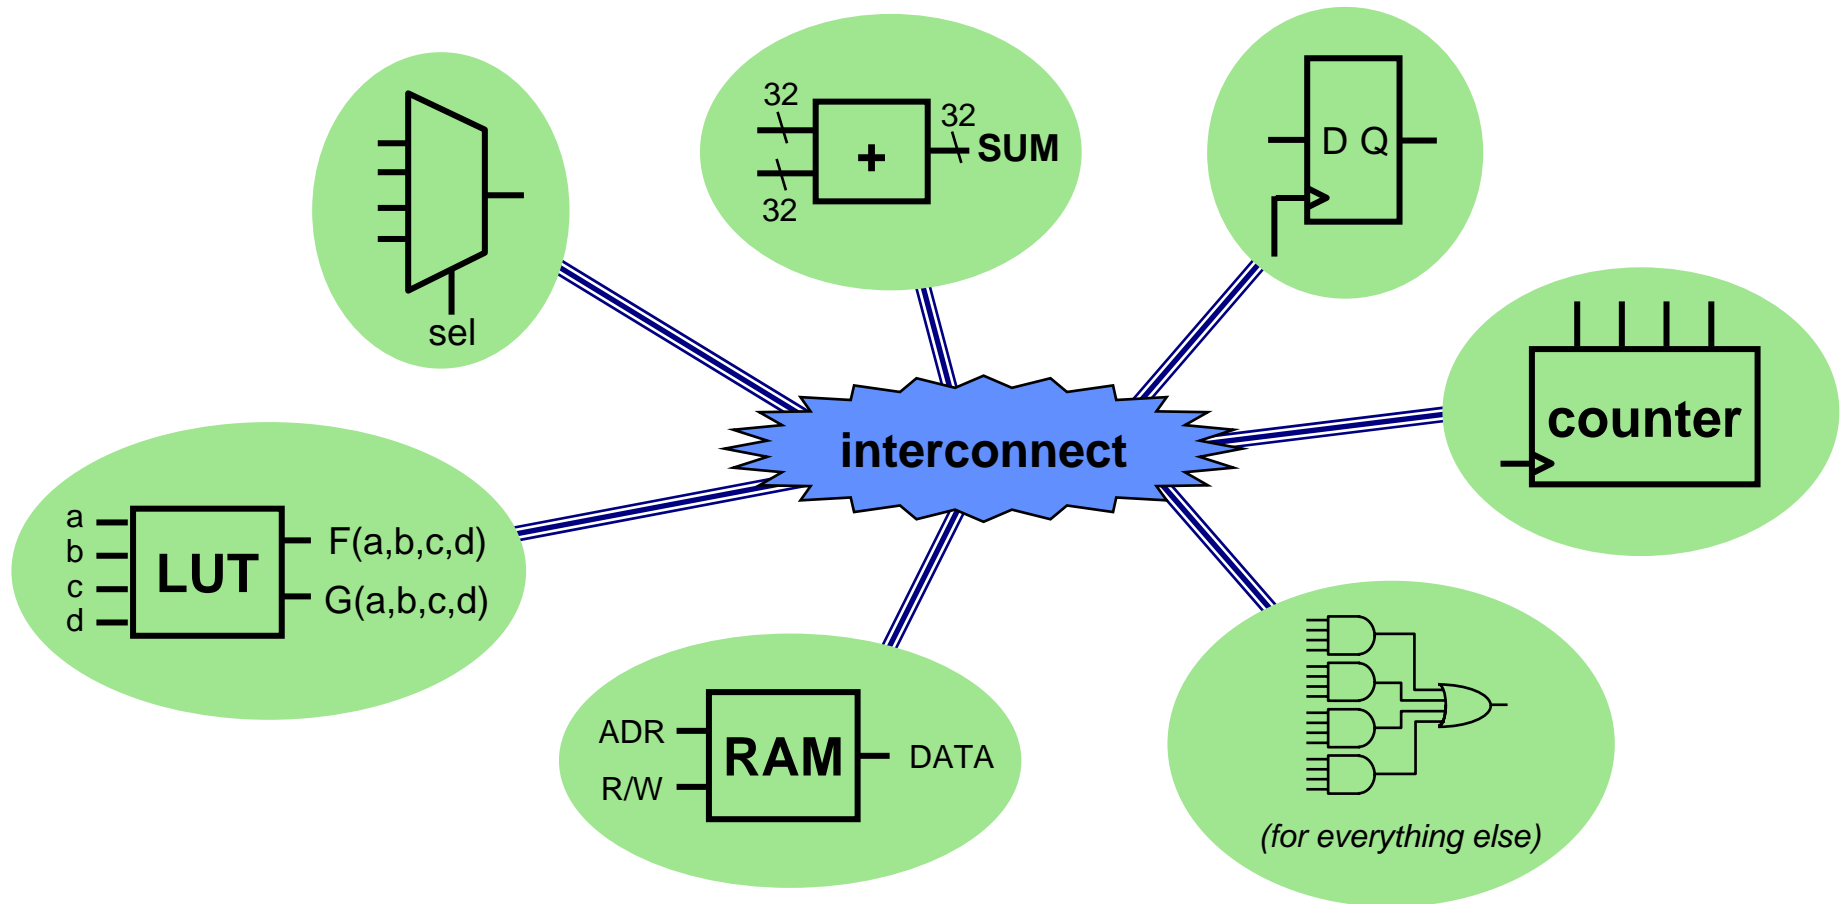 sel
32
32
+
32
SUM
D Q
counter
interconnect
a
b
c
d
LUT
F(a,b,c,d)
G(a,b,c,d)
ADR
R/W
RAM
DATA
(for everything else)